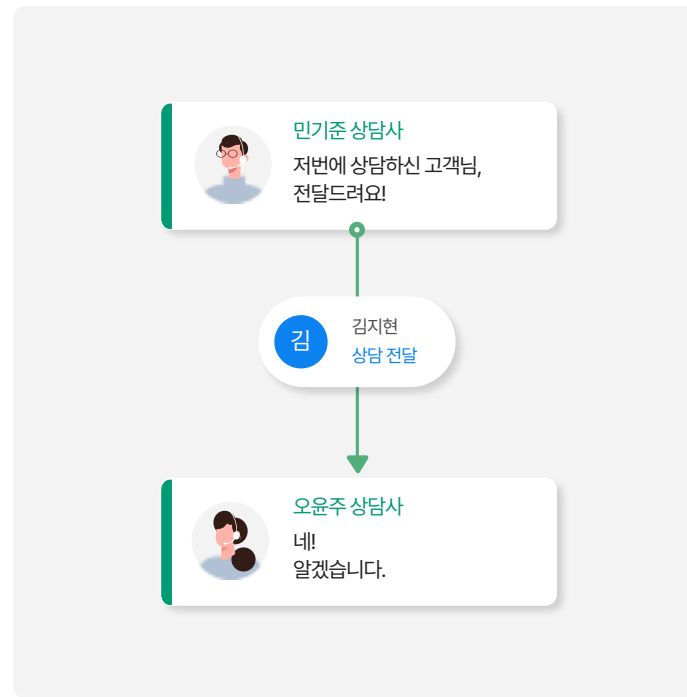 민기준 상담사
저번에 상담하신 고객님,
전달드려요!
김
김지현
상담 전달
오윤주 상담사
네!
알겠습니다.